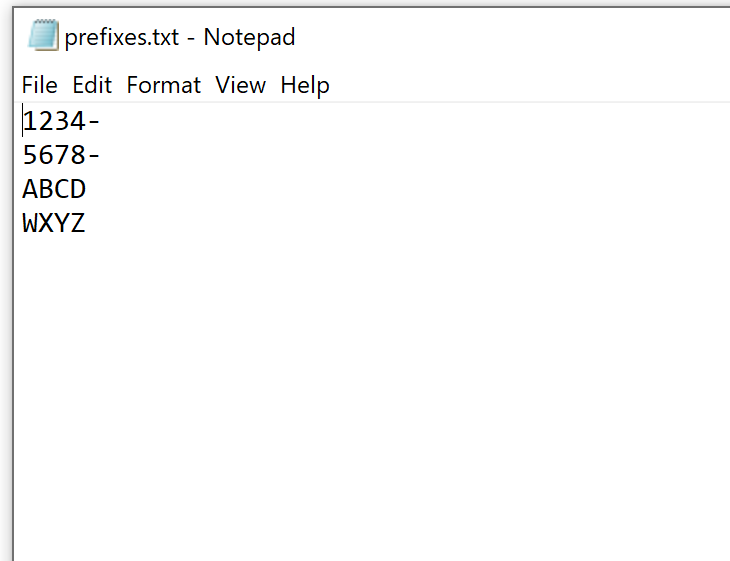 prefixes.txt - Notepad
File Edit Format View Help
1234-
5678-
ABCD
WXYZ